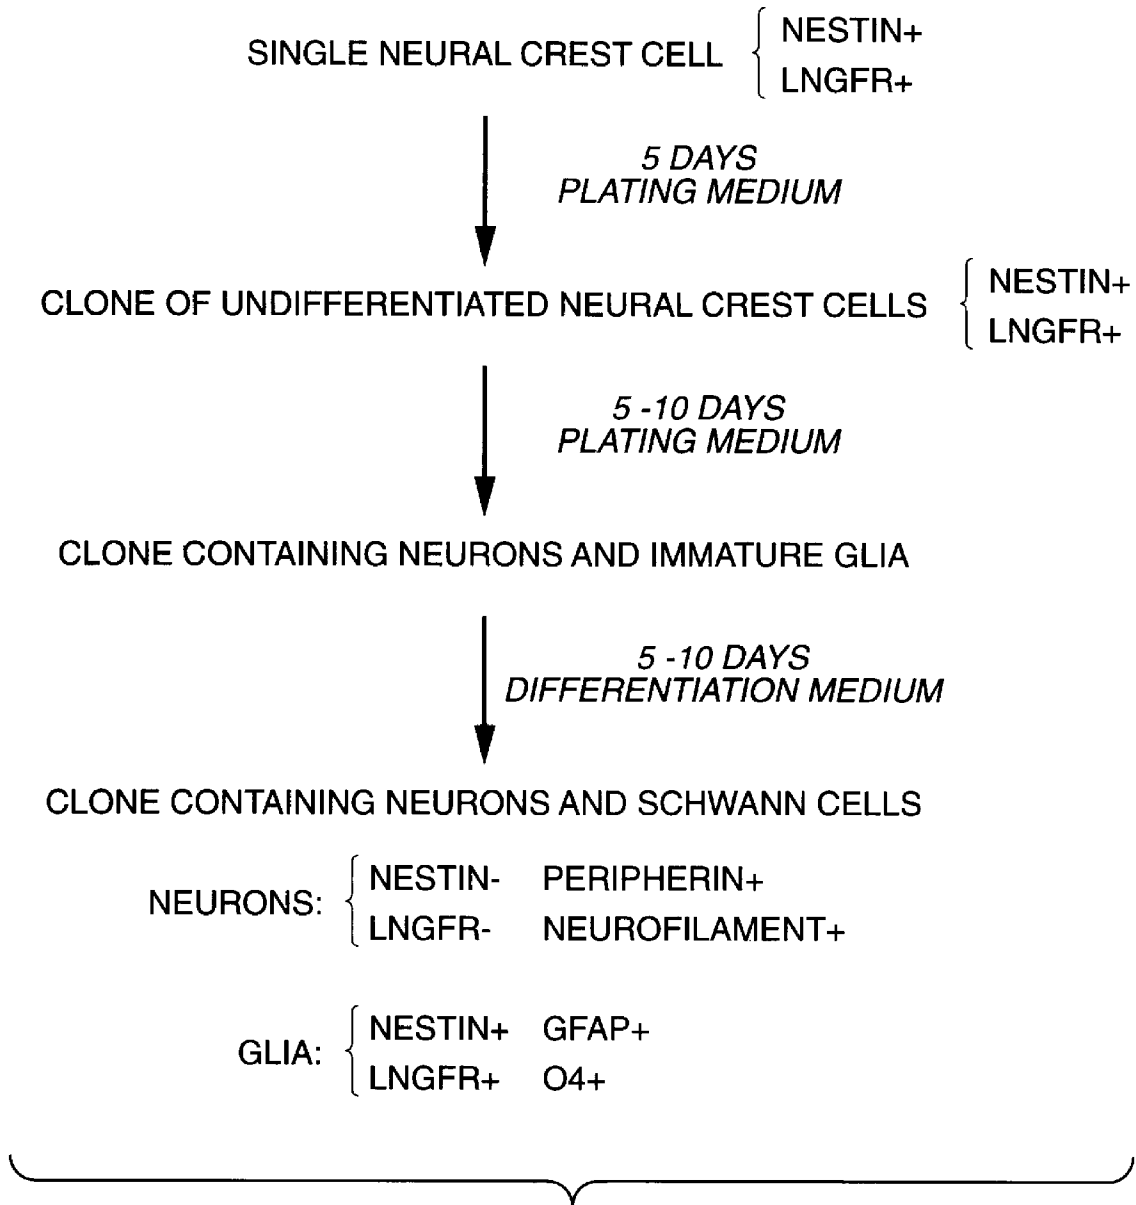 SINGLE NEURAL CREST CELL
NESTIN+
LNGFR+
5 DAYS
PLATING MEDIUM
CLONE OF UNDIFFERENTIATED NEURAL CREST CELLS
NESTIN+
LNGFR+
5 -10 DAYS
PLATING MEDIUM
CLONE CONTAINING NEURONS AND IMMATURE GLIA
5 -10 DAYS
DIFFERENTIATION MEDIUM
CLONE CONTAINING NEURONS AND SCHWANN CELLS
NEURONS:
NESTIN- PERIPHERIN+
LNGFR- NEUROFILAMENT+
GLIA:
NESTIN+ GFAP+
LNGFR+ O4+